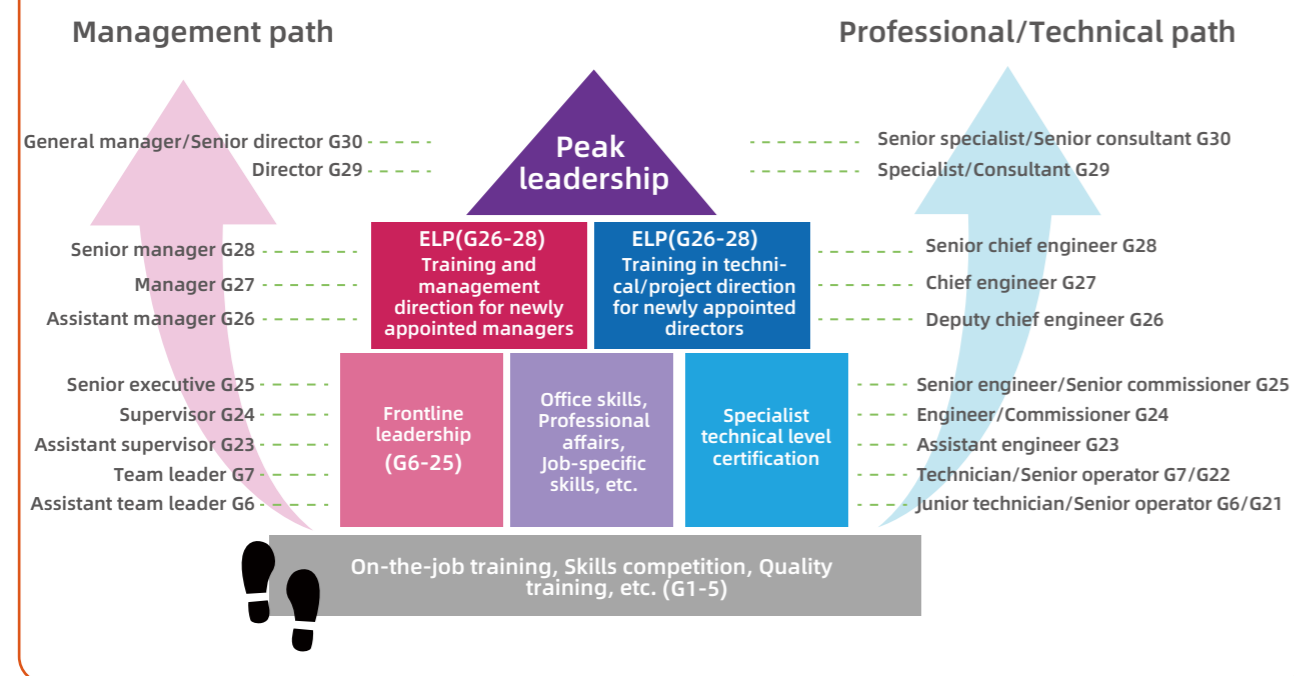 Management path
Professional/Technical path
General manager/Senior director G30
Director G29
Senior manager G28
Manager G27
Assistant manager G26
Senior executive G25
Supervisor G24
Assistant supervisor G23
Team leader G7
Assistant team leader G6
Peak
leadership
ELP(G26-28)
Training and
management
direction for newly
appointed managers
ELP(G26-28)
Training in techni-
cal/project direction
for newly appointed
directors
Frontline
leadership
(G6-25)
Office skills,
Professional
affairs,
Job-specific
skills, etc.
Specialist
technical level
certification
On-the-job training, Skills competition, Quality
training, etc. (G1-5)
Senior specialist/Senior consultant G30
Specialist/Consultant G29
Senior chief engineer G28
Chief engineer G27
Deputy chief engineer G26
Senior engineer/Senior commissioner G25
Engineer/Commissioner G24
Assistant engineer G23
Technician/Senior operator G7/G22
Junior technician/Senior operator G6/G21